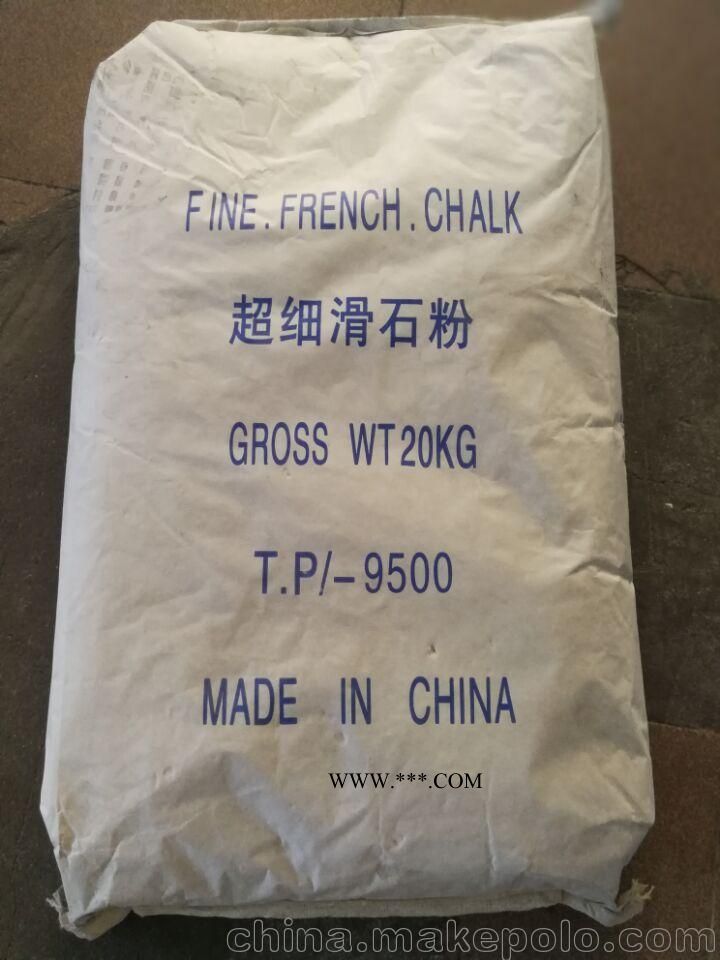 FINE.FRENCH.CHALK
超细滑石粉
GROSS WT20KG
T.P/-9500
MADE IN CHINA
WWW.***.COM
china.makepolo.com